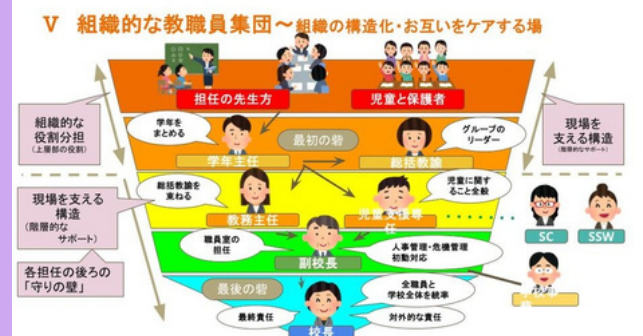 Ⅴ 組織的な教職員集団～組織の構造化・お互いをケアする場
担任の先生方
児童と保護者
組織的な
役割分担
(上層部の役割)
現場を
支える構造
(階層的なサポート)
学年を
まとめる
最初の砦
グループの
リーダー
学年主任
総括教諭
現場を支える
構造
(階層的な
サポート)
総括教諭を
束ねる
児童に関す
ること全般
教務主任
児童支援専
任
SC
SSW
職員室の
担任
人事管理・危機管理
初動対応
副校長
各担任の後ろの
「守りの壁」
最後の砦
全職員と
学校全体を統率
最終責任
対外的な責任
校長